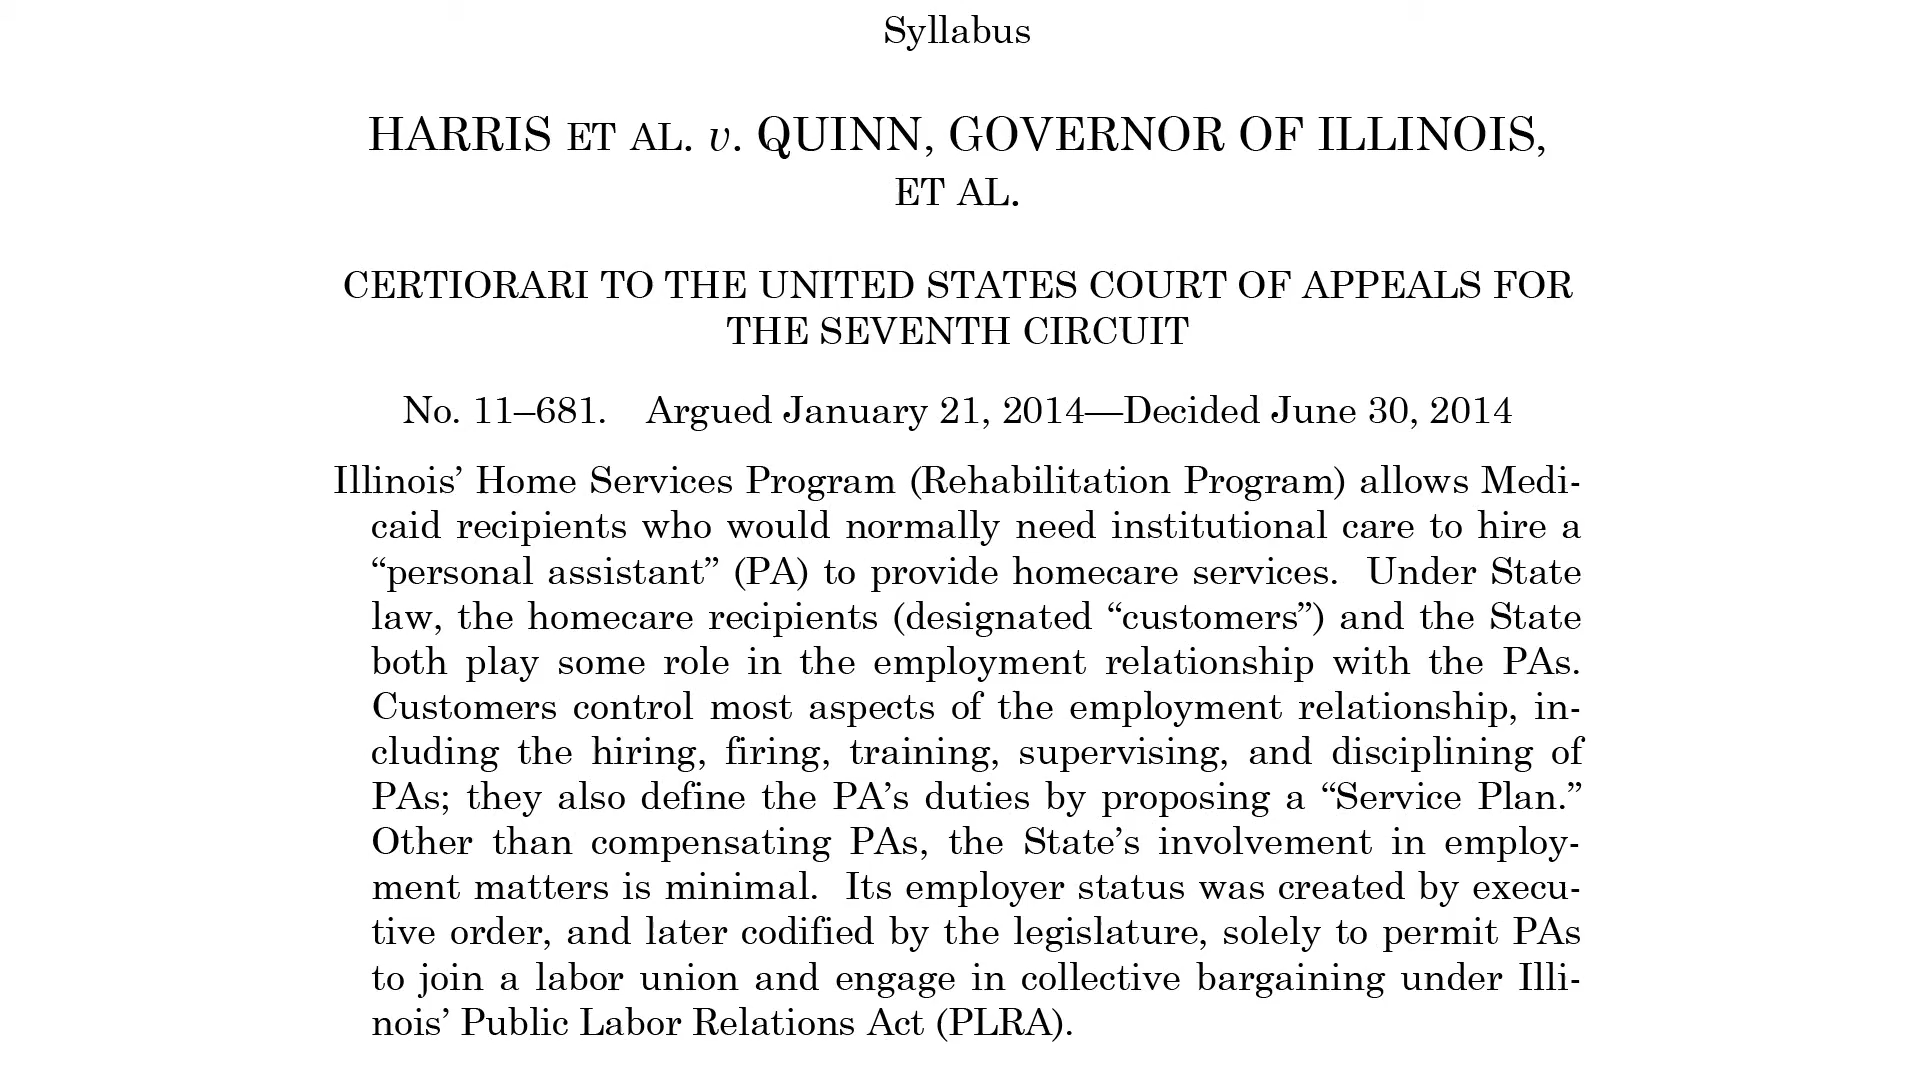 Syllabus
HARRIS ET AL. v. QUINN, GOVERNOR OF ILLINOIS,
ET AL.
CERTIORARI TO THE UNITED STATES COURT OF APPEALS FOR
THE SEVENTH CIRCUIT
No. 11–681. Argued January 21, 2014—Decided June 30, 2014
Illinois’ Home Services Program (Rehabilitation Program) allows Medi-
caid recipients who would normally need institutional care to hire a
“personal assistant” (PA) to provide homecare services. Under State
law, the homecare recipients (designated “customers”) and the State
both play some role in the employment relationship with the PAs.
Customers control most aspects of the employment relationship, in-
cluding the hiring, firing, training, supervising, and disciplining of
PAs; they also define the PA’s duties by proposing a “Service Plan.”
Other than compensating PAs, the State’s involvement in employ-
ment matters is minimal. Its employer status was created by execu-
tive order, and later codified by the legislature, solely to permit PAs
to join a labor union and engage in collective bargaining under Illi-
nois’ Public Labor Relations Act (PLRA).